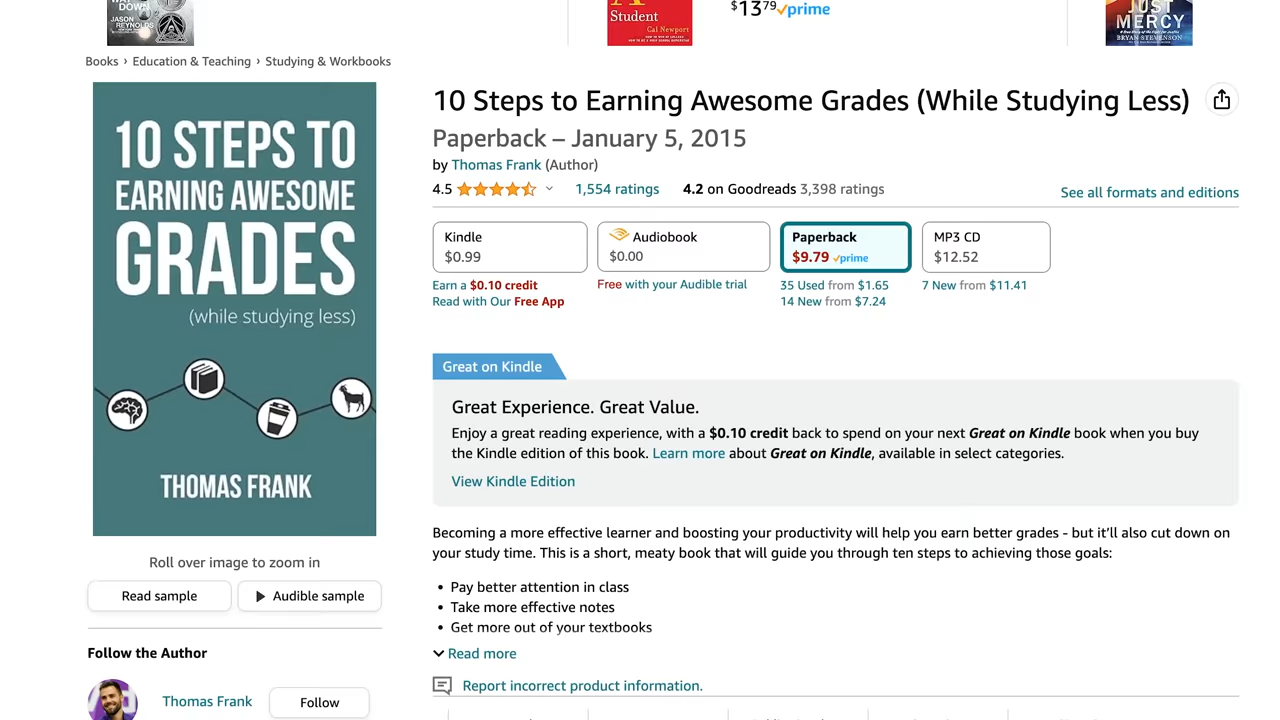 DOWN
JASON
REYNOLDS
Student
Cal Newport
$13 79 prime
JUST
MERCY
BRYAN STEVENSON
Books › Education & Teaching › Studying & Workbooks
10 STEPS TO
EARNING AWESOME
GRADES
(while studying less)
THOMAS FRANK
Roll over image to zoom in
Read sample
Audible sample
Follow the Author
Thomas Frank
Follow
10 Steps to Earning Awesome Grades (While Studying Less)
Paperback – January 5, 2015
by Thomas Frank (Author)
4.5 1,554 ratings 4.2 on Goodreads 3,398 ratings
See all formats and editions
Kindle
$0.99
Earn a $0.10 credit
Read with Our Free App
Audiobook
$0.00
Free with your Audible trial
Paperback
$9.79 prime
35 Used from $1.65
14 New from $7.24
MP3 CD
$12.52
7 New from $11.41
Great on Kindle
Great Experience. Great Value.
Enjoy a great reading experience, with a $0.10 credit back to spend on your next Great on Kindle book when you buy
the Kindle edition of this book. Learn more about Great on Kindle, available in select categories.
View Kindle Edition
Becoming a more effective learner and boosting your productivity will help you earn better grades - but it’ll also cut down on
your study time. This is a short, meaty book that will guide you through ten steps to achieving those goals:
• Pay better attention in class
• Take more effective notes
• Get more out of your textbooks
Read more
Report incorrect product information.